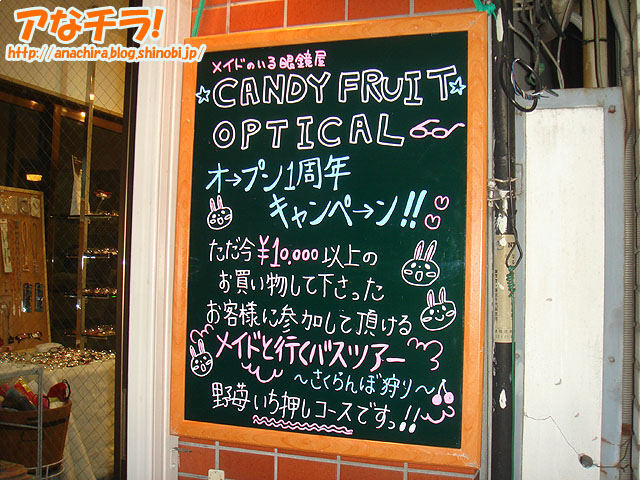 アなチラ!
http://anachira.blog.shinobi.jp/
メイドのいる眼鏡屋
CANDY FRUIT
OPTICAL
オープン1周年
キャンペーン!!
ただ今¥10,000以上の
お買い物して下さった
お客様に参加して頂ける
メイドと行くバスツアー
〜さくらんぼ狩り〜
野苺いち押しコースですっ!!